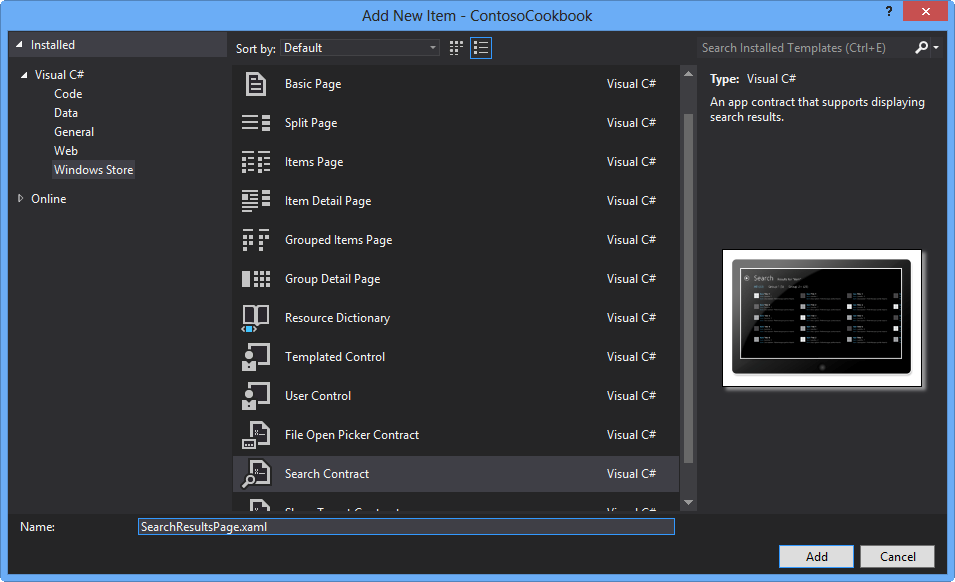 Add New Item - ContosoCookbook
?
Installed
Sort by: Default
Search Installed Templates (Ctrl+E)
Visual C#
Code
Data
General
Web
Windows Store
Online
Basic Page Visual C#
Split Page Visual C#
Items Page Visual C#
Item Detail Page Visual C#
Grouped Items Page Visual C#
Group Detail Page Visual C#
Resource Dictionary Visual C#
Templated Control Visual C#
User Control Visual C#
File Open Picker Contract Visual C#
Search Contract Visual C#
Type: Visual C#
An app contract that supports displaying
search results.
Search
Name: SearchResultsPage.xaml
Add Cancel